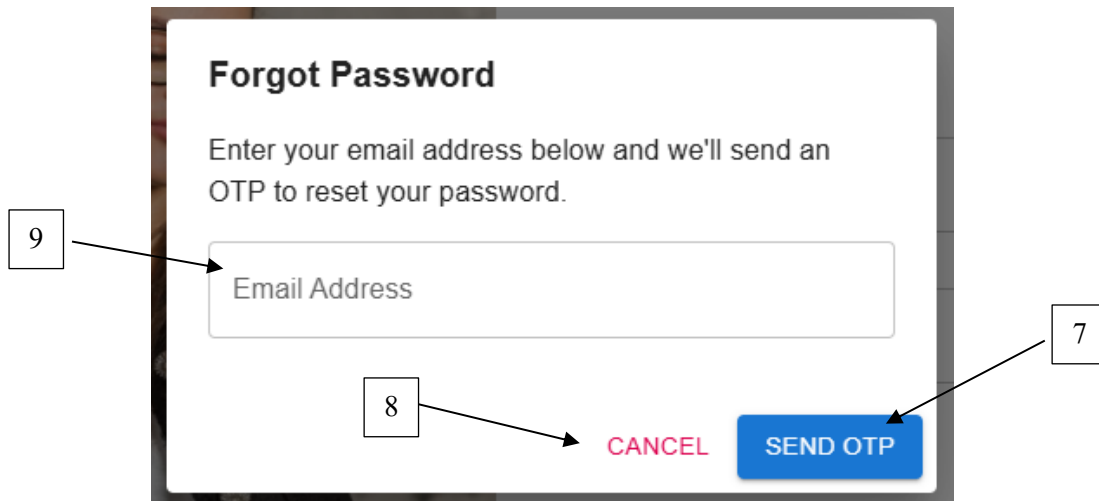 Forgot Password
Enter your email address below and we'll send an
OTP to reset your password.
9
Email Address
7
8
CANCEL
SEND OTP